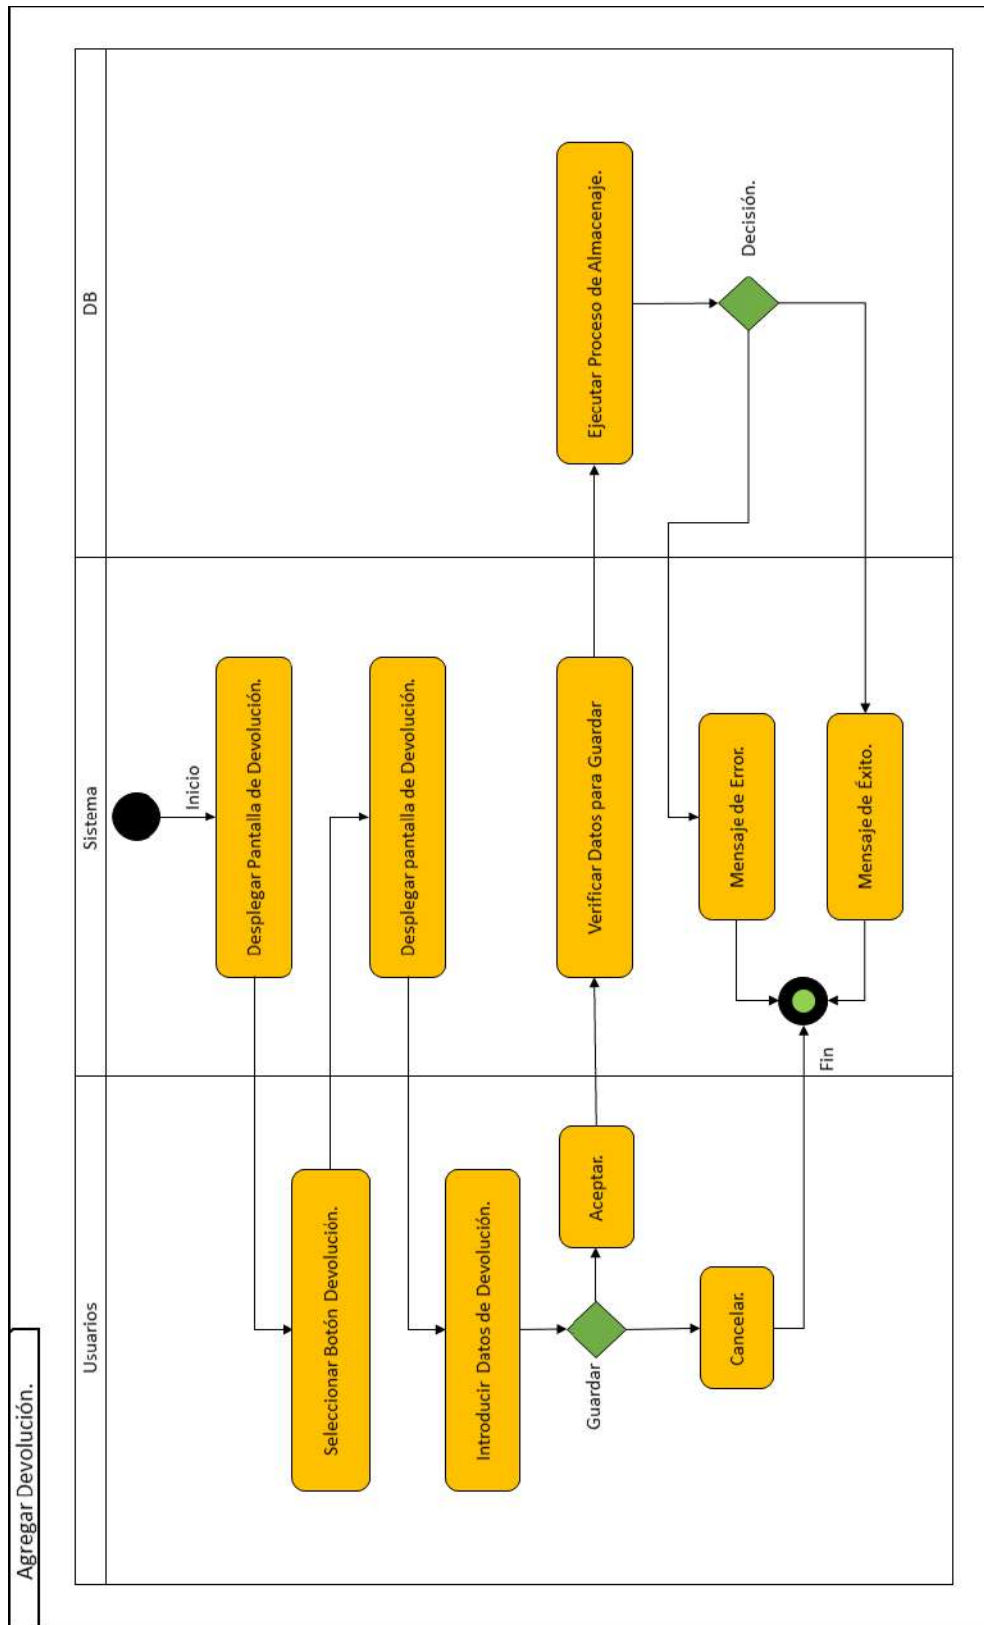 Agregar Devolución.
Usuarios
Sistema
DB
Inicio
Desplegar Pantalla de Devolución.
Seleccionar Botón Devolución.
Desplegar pantalla de Devolución.
Introducir Datos de Devolución.
Guardar
Aceptar.
Verificar Datos para Guardar
Ejecutar Proceso de Almacenaje.
Cancelar.
Mensaje de Error.
Decisión.
Fin
Mensaje de Éxito.